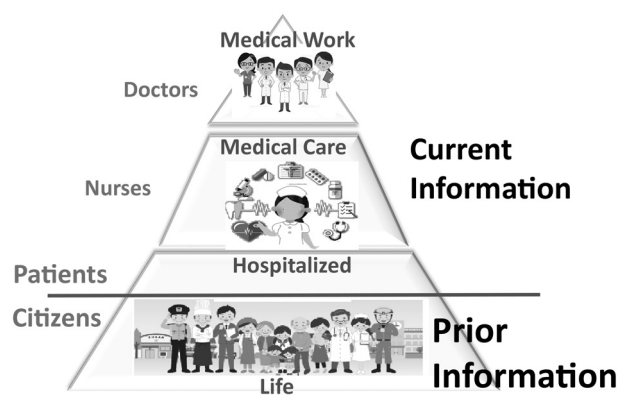 Medical Work
Doctors
Medical Care
Current
Information
Nurses
Hospitalized
Patients
Citizens
Prior
Information
Life